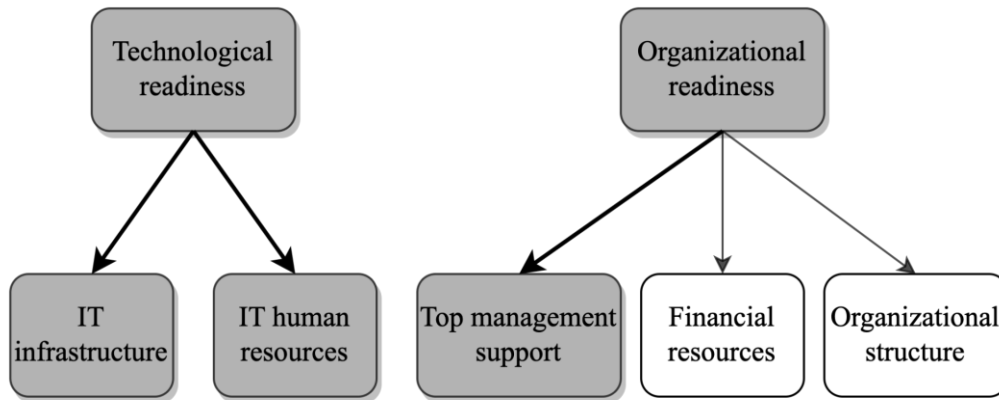 Technological
readiness
Organizational
readiness
IT
infrastructure
IT human
resources
Top management
support
Financial
resources
Organizational
structure